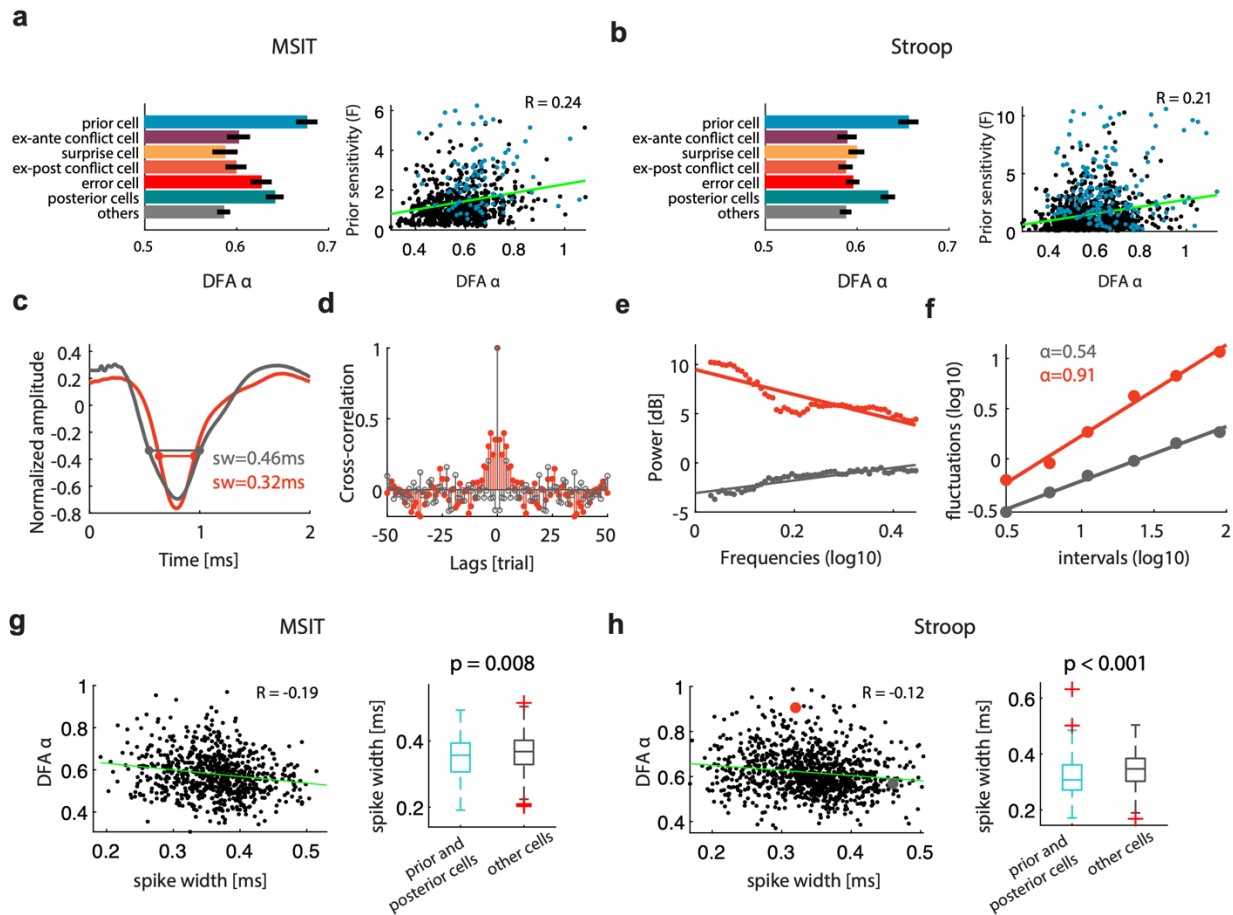 a
MSIT
prior cell
ex-ante conflict cell
surprise cell
ex-post conflict cell
error cell
posterior cells
others
0.5
0.6
0.7
DFA α
Prior sensitivity (F)
6
4
2
0
R = 0.24
0.4
0.6
0.8
1
DFA α
b
Stroop
prior cell
ex-ante conflict cell
surprise cell
ex-post conflict cell
error cell
posterior cells
others
0.5
0.6
0.7
DFA α
Prior sensitivity (F)
10
5
0
R = 0.21
0.4
0.6
0.8
1
DFA α
c
Normalized amplitude
0.4
0.2
0
-0.2
-0.4
-0.6
-0.8
sw=0.46ms
sw=0.32ms
0
1
2
Time [ms]
d
Cross-correlation
1
0.5
0
-50
-25
0
25
50
Lags [trial]
e
Power [dB]
10
5
0
-5
0
0.2
0.4
Frequencies (log10)
f
fluctuations (log10)
1
0.5
0
-0.5
α=0.54
α=0.91
0.5
1
1.5
2
intervals (log10)
g
MSIT
DFA α
1
0.8
0.6
0.4
R = -0.19
0.2
0.3
0.4
0.5
spike width [ms]
p = 0.008
spike width [ms]
0.4
0.2
prior and
posterior cells
other cells
h
Stroop
DFA α
1
0.8
0.6
0.4
R = -0.12
0.2
0.3
0.4
0.5
spike width [ms]
p < 0.001
spike width [ms]
0.6
0.4
0.2
prior and
posterior cells
other cells